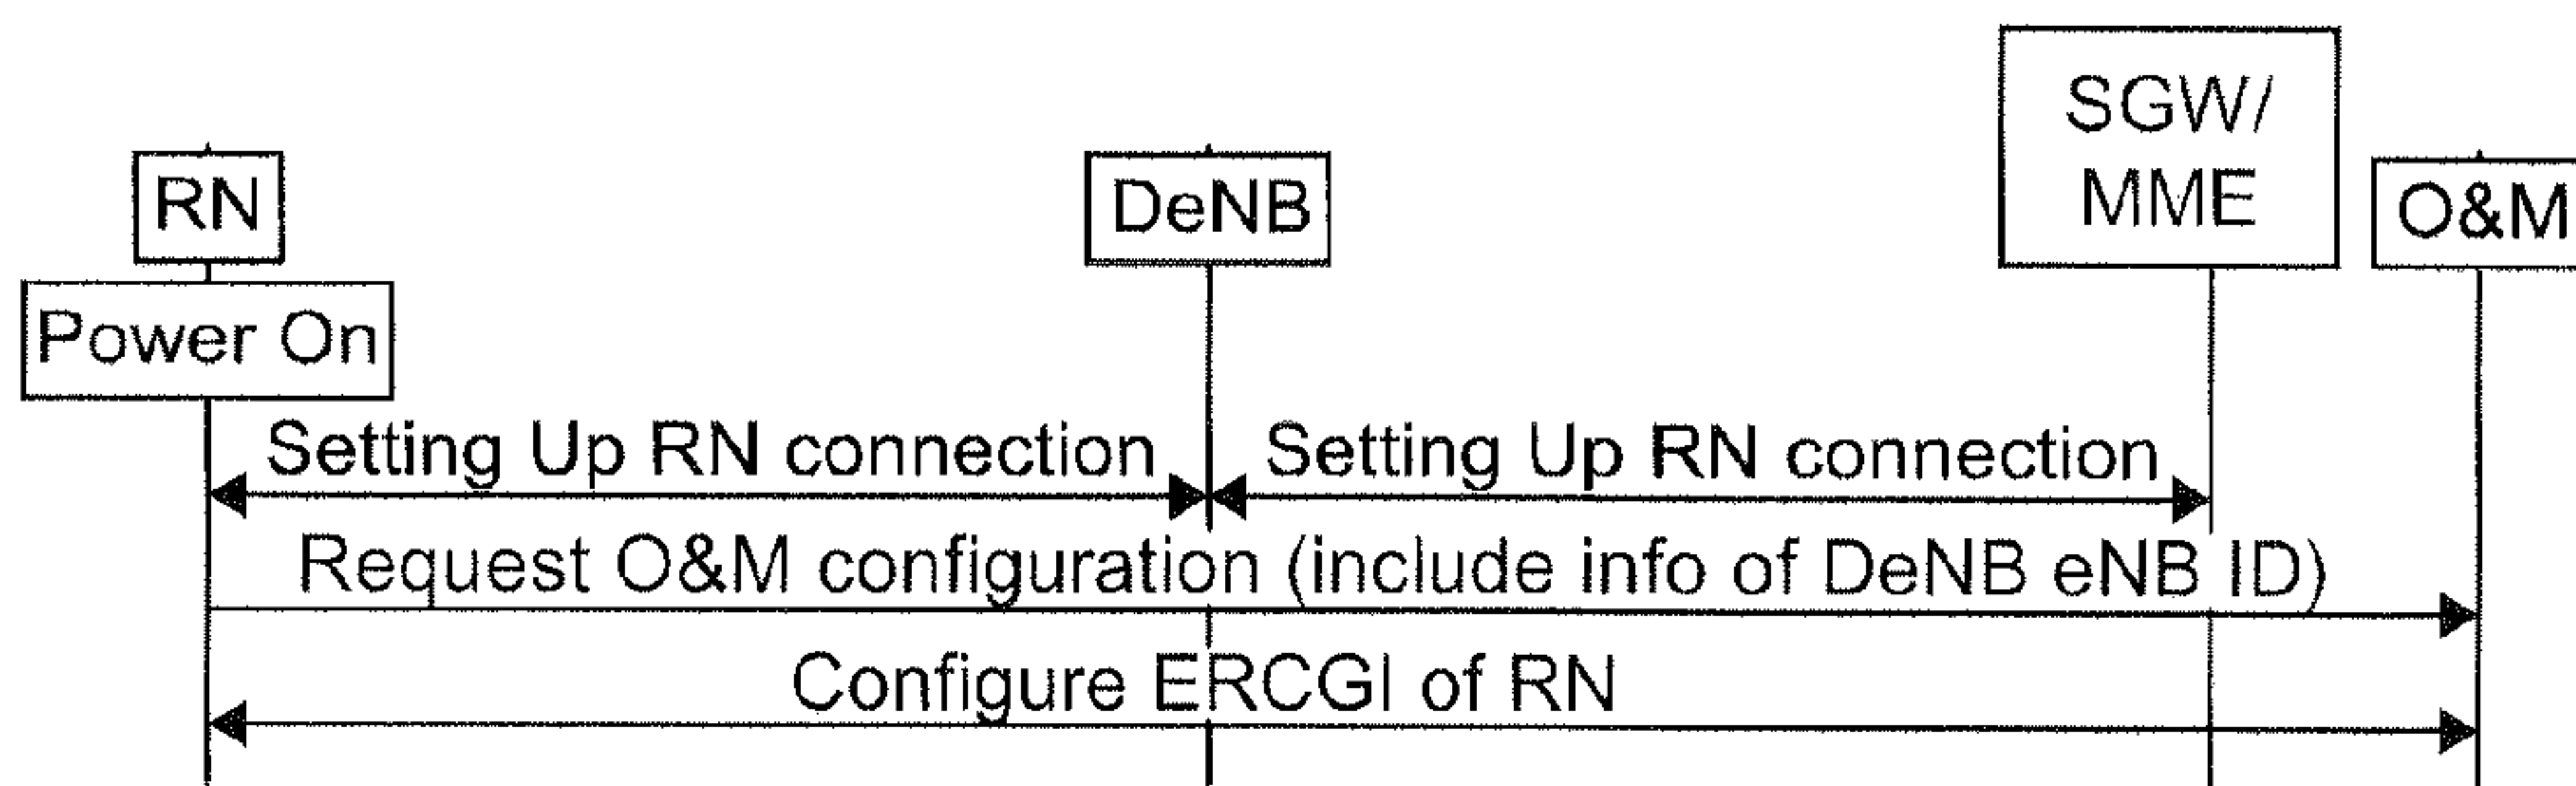 SGW/
MME
RN
DeNB
O&M
Power On
Setting Up RN connection
Setting Up RN connection
Request O&M configuration (include info of DeNB eNB ID)
Configure ERCGI of RN